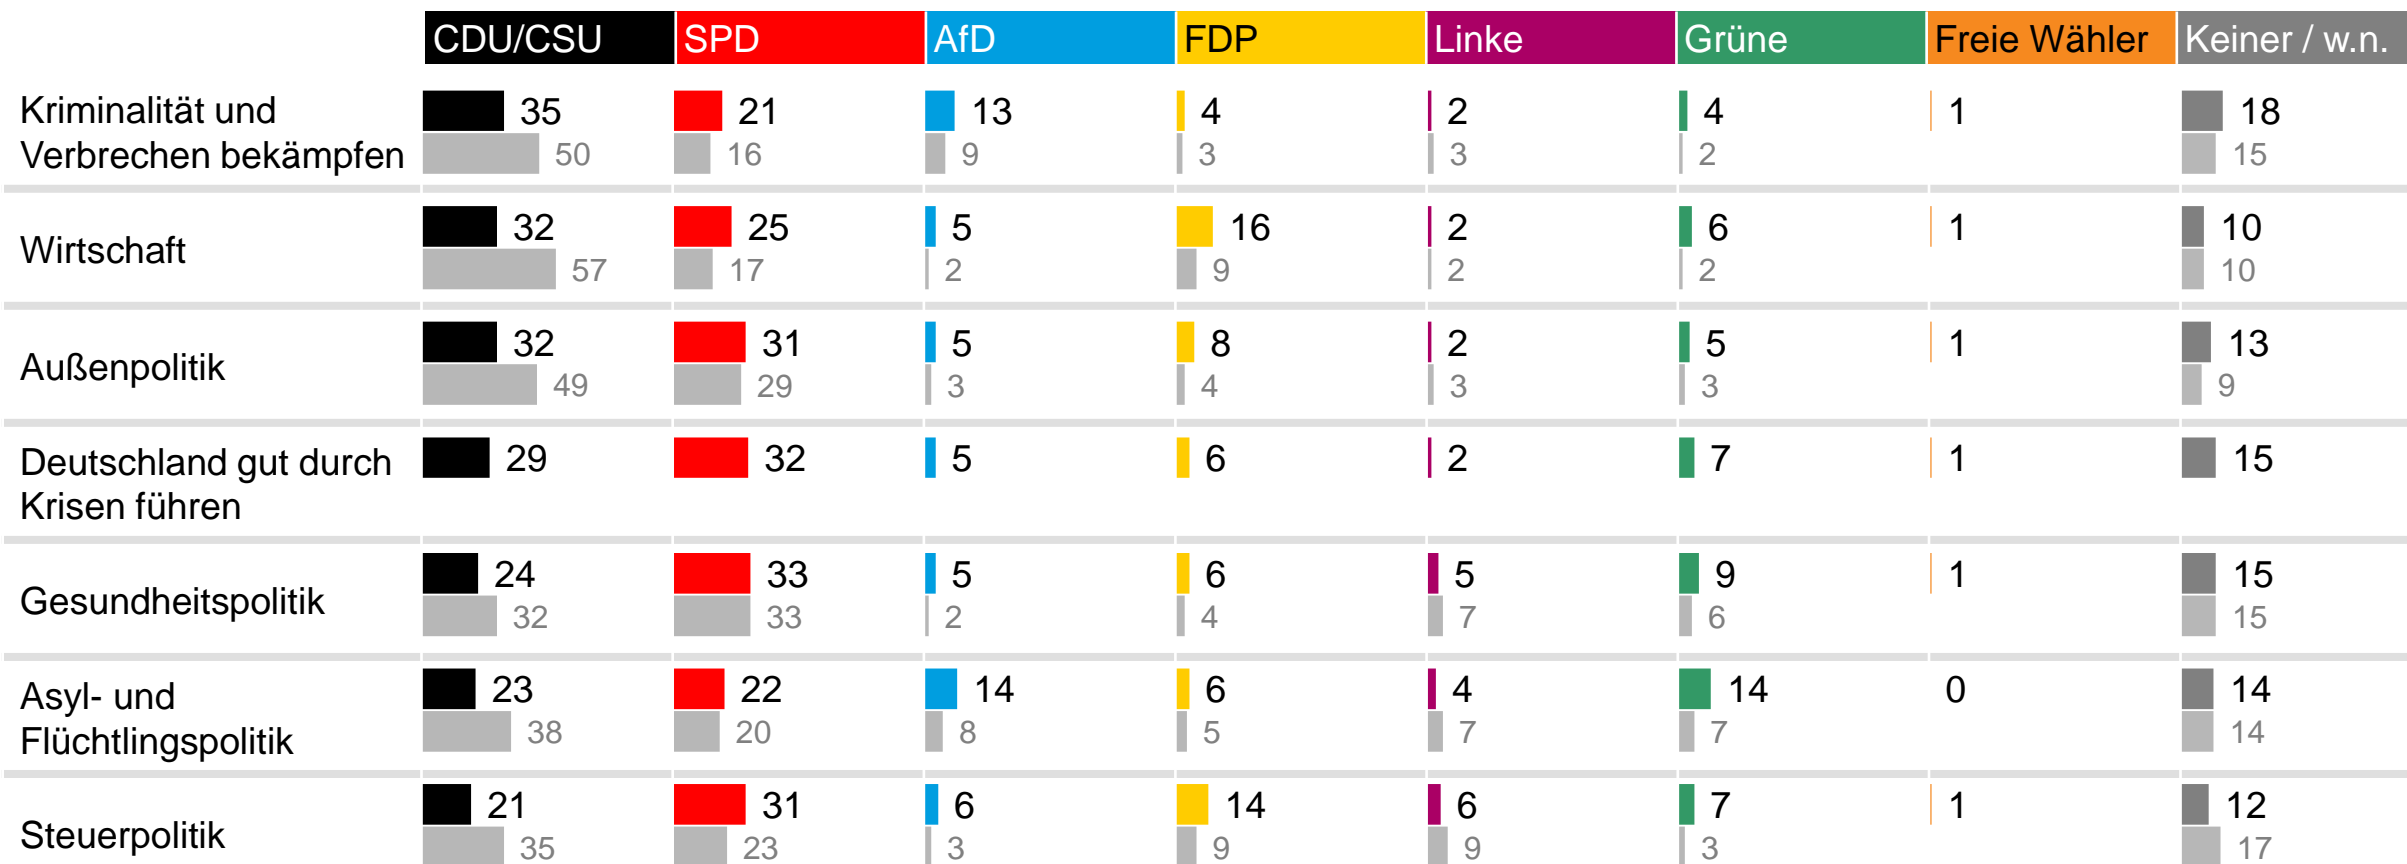 CDU/CSU SPD AfD FDP Linke Grüne Freie Wähler Keiner / w.n.
Kriminalität und 35 21 13 4 2 4 1 18
Verbrechen bekämpfen 50 16 9 3 3 2 15
Wirtschaft 32 25 5 16 2 6 1 10
57 17 2 9 2 2 10
Außenpolitik 32 31 5 8 2 5 1 13
49 29 3 4 3 3 9
Deutschland gut durch 29 32 5 6 2 7 1 15
Krisen führen
Gesundheitspolitik 24 33 5 6 5 9 1 15
32 33 2 4 7 6 15
Asyl- und 23 22 14 6 4 14 0 14
Flüchtlingspolitik 38 20 8 5 7 7 14
Steuerpolitik 21 31 6 14 6 7 1 12
35 23 3 9 9 3 17